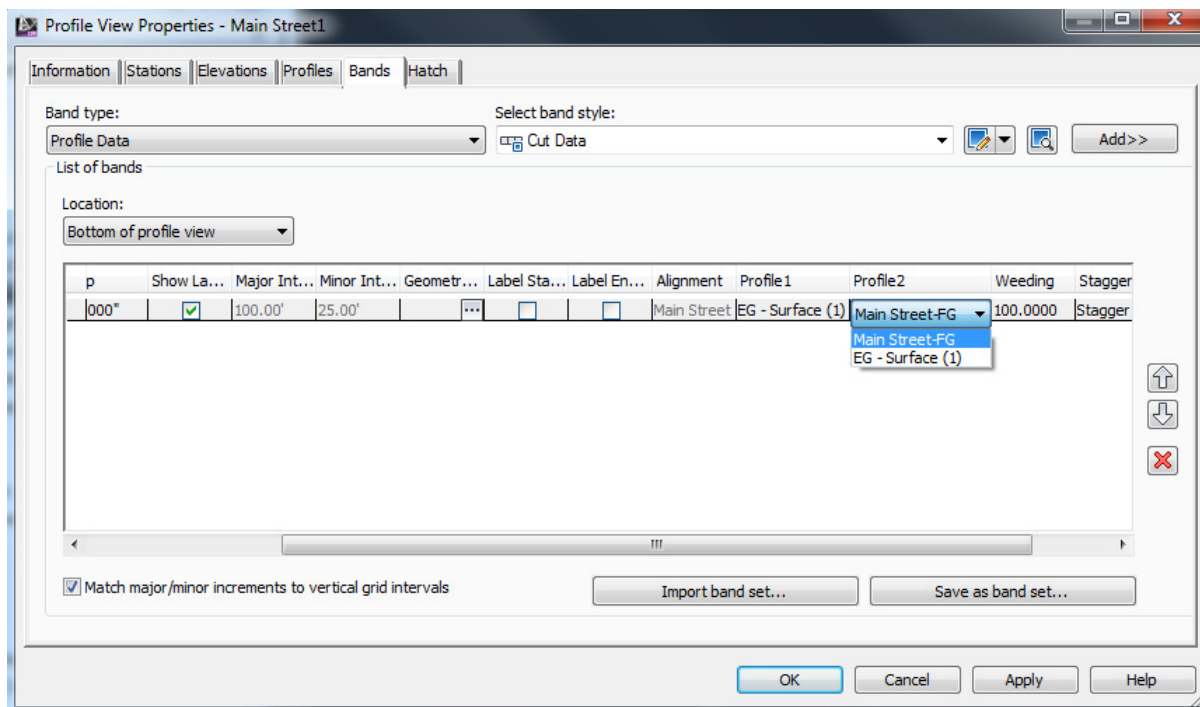 Profile View Properties - Main Street1
Information Stations Elevations Profiles Bands Hatch
Band type: Select band style:
Profile Data Cut Data Add>>
List of bands
Location:
Bottom of profile view
p Show La... Major Int... Minor Int... Geometr... Label Sta... Label En... Alignment Profile1 Profile2 Weeding Stagger
000" 100.00' 25.00' ... Main Street EG - Surface (1) Main Street-FG 100.0000 Stagger
Main Street-FG
EG - Surface (1)
Match major/minor increments to vertical grid intervals Import band set... Save as band set...
OK Cancel Apply Help